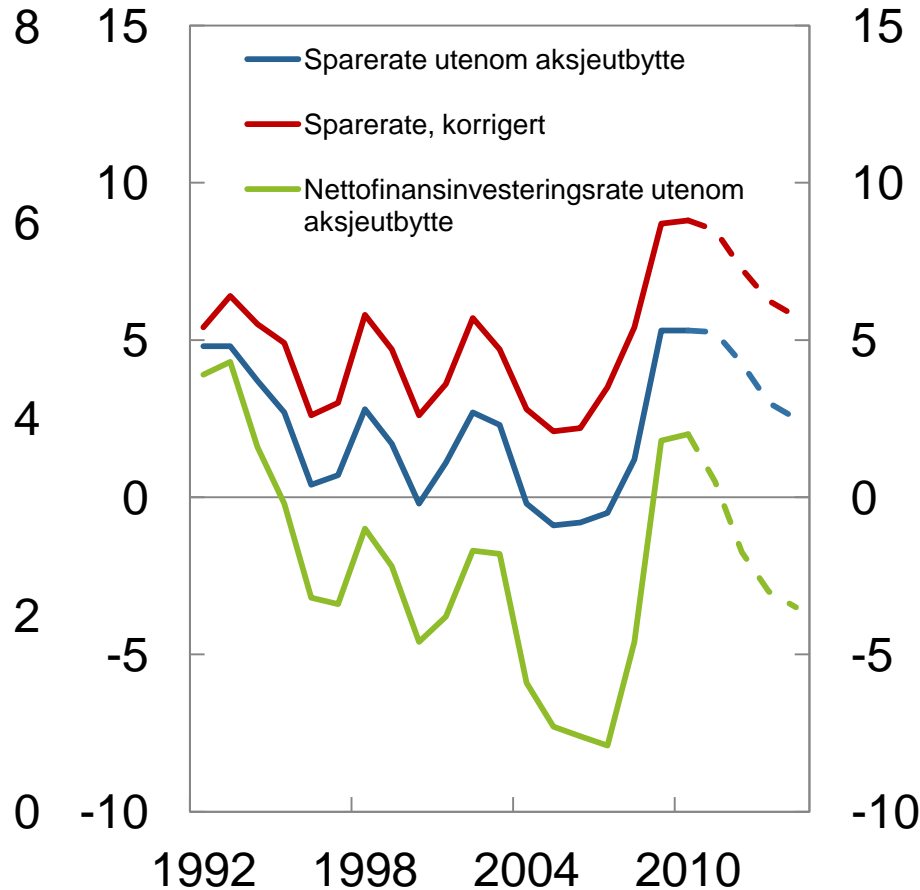 8 15 15
Sparerate utenom aksjeutbytte
Sparerate, korrigert
10 10
Nettofinansinvesteringsrate utenom
aksjeutbytte
6
5 5
4
0 0
2
-5 -5
0 -10 -10
1992 1998 2004 2010